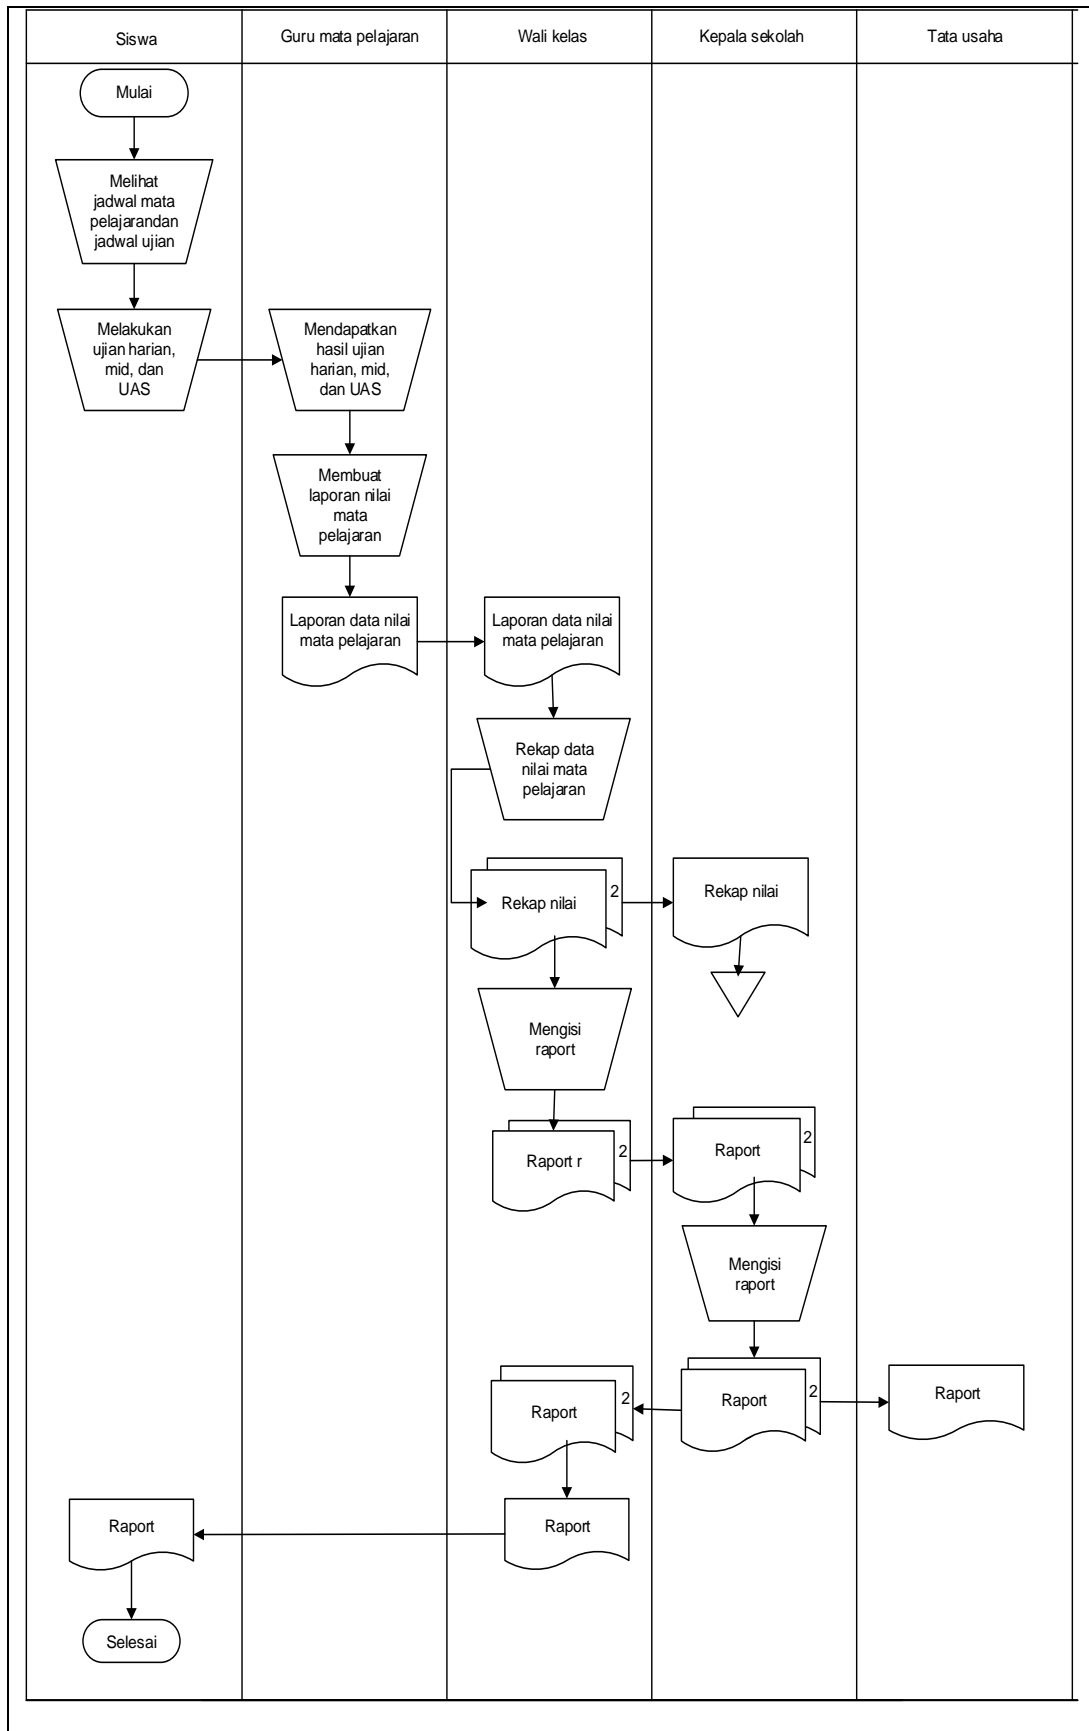 Siswa
Guru mata pelajaran
Wali kelas
Kepala sekolah
Tata usaha
Mulai
Melihat
jadwal mata
pelajarandan
jadwal ujian
Melakukan
ujian harian,
mid, dan
UAS
Mendapatkan
hasil ujian
harian, mid,
dan UAS
Membuat
laporan nilai
mata
pelajaran
Laporan data nilai
mata pelajaran
Laporan data nilai
mata pelajaran
Rekap data
nilai mata
pelajaran
Rekap nilai
2
Rekap nilai
Mengisi
raport
Raport r
2
Raport
2
Mengisi
raport
Raport
2
Raport
2
Raport
Raport
Raport
Selesai